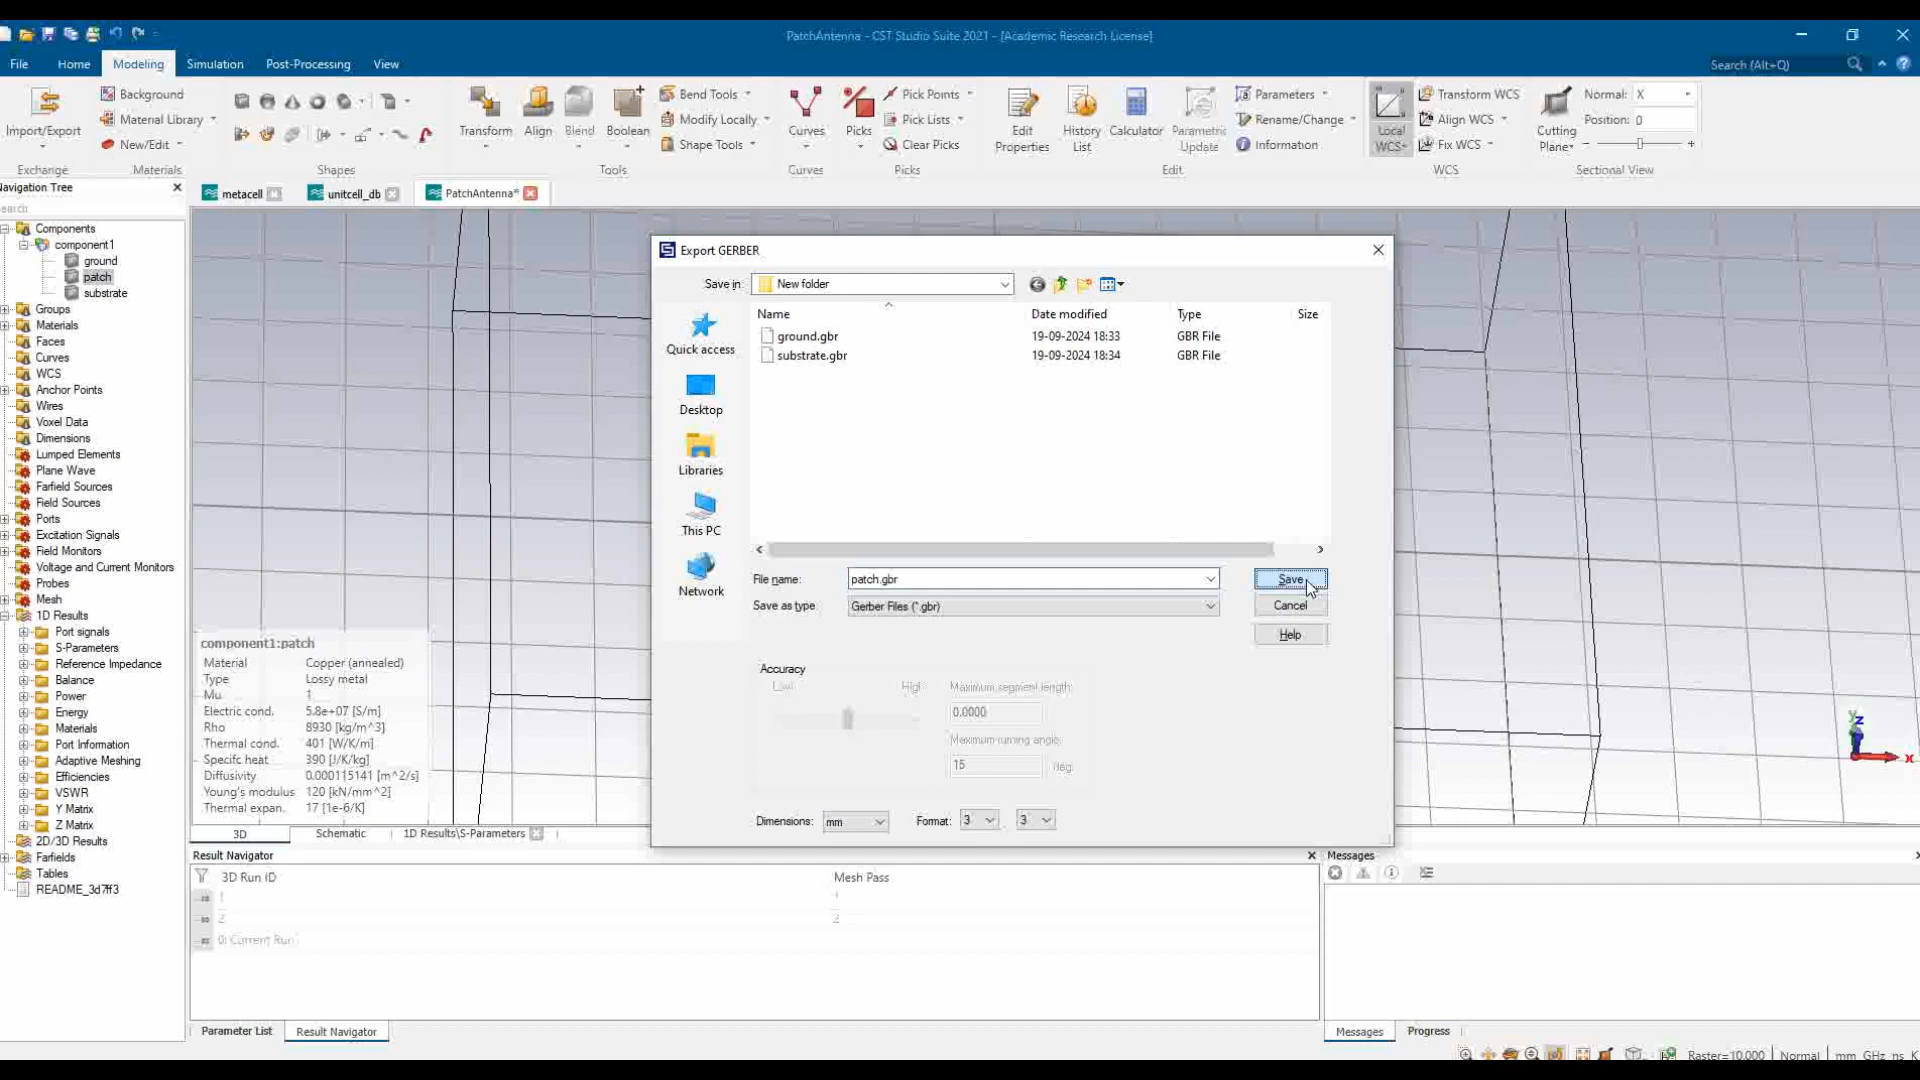 PatchAntenna - CST Studio Suite 2021 - [Academic Research License]
File Home Modeling Simulation Post-Processing View
Search (Alt+Q)
Import/Export
Exchange
Background
Material Library
New/Edit
Materials
Shapes
Transform
Align
Blend
Boolean
Bend Tools
Modify Locally
Shape Tools
Tools
Curves
Curves
Picks
Pick Points
Pick Lists
Clear Picks
Picks
Edit
Properties
History
List
Calculator
Parametric
Update
Parameters
Rename/Change
Information
Edit
Local
WCS
Transform WCS
Align WCS
Fix WCS
WCS
Cutting
Plane
Normal: X
Position: 0
Sectional View
Navigation Tree
Components
component1
ground
patch
substrate
Groups
Materials
Faces
Curves
WCS
Anchor Points
Wires
Voxel Data
Dimensions
Lumped Elements
Plane Wave
Farfield Sources
Field Sources
Ports
Excitation Signals
Field Monitors
Voltage and Current Monitors
Probes
Mesh
1D Results
Port signals
S-Parameters
Reference Impedance
Balance
Power
Energy
Materials
Port Information
Adaptive Meshing
Efficiencies
VSWR
Y Matrix
Z Matrix
2D/3D Results
Farfields
Tables
README_3d7ff3
metacell unitcell_db PatchAntenna*
Export GERBER
Save in: New folder
Name Date modified Type Size
ground.gbr 19-09-2024 18:33 GBR File
substrate.gbr 19-09-2024 18:34 GBR File
Quick access
Desktop
Libraries
This PC
Network
File name: patch.gbr
Save
Save as type Gerber Files (*.gbr)
Cancel
Help
Accuracy
Low High
Maximum segment length:
0.0000
Maximum turning angle:
15 deg.
Dimensions: mm Format: 3 . 3
component1:patch
Material Copper (annealed)
Type Lossy metal
Mu 1
Electric cond. 5.8e+07 [S/m]
Rho 8930 [kg/m^3]
Thermal cond. 401 [W/K/m]
Specifc heat 390 [J/K/kg]
Diffusivity 0.000115141 [m^2/s]
Young's modulus 120 [kN/mm^2]
Thermal expan. 17 [1e-6/K]
z
x
3D Schematic 1D Results\S-Parameters
Result Navigator
3D Run ID Mesh Pass
1 1
2 2
0: Current Run
Parameter List Result Navigator
Messages
Messages Progress
Raster=10.000 Normal mm GHz ns K